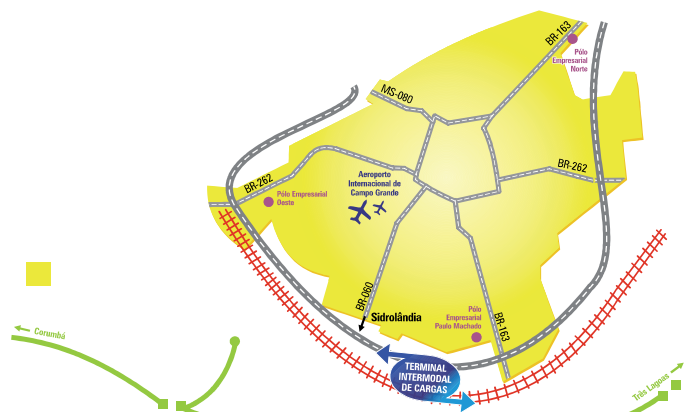 BR-163
Pólo
Empresarial
Norte
MS-080
BR-262
Aeroporto
Internacional de
Campo Grande
BR-262
Pólo Empresarial
Oeste
BR-060
Sidrolândia
Pólo
Empresarial
Paulo Machado
BR-163
Corumbá
TERMINAL
INTERMODAL
DE CARGAS
Três Lagoas